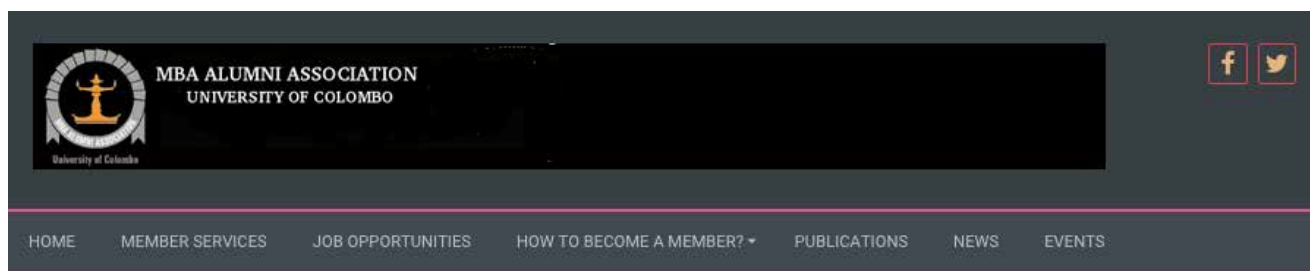 MBA ALUMNI ASSOCIATION
UNIVERSITY OF COLOMBO
University of Colombo
HOME MEMBER SERVICES JOB OPPORTUNITIES HOW TO BECOME A MEMBER? PUBLICATIONS NEWS EVENTS